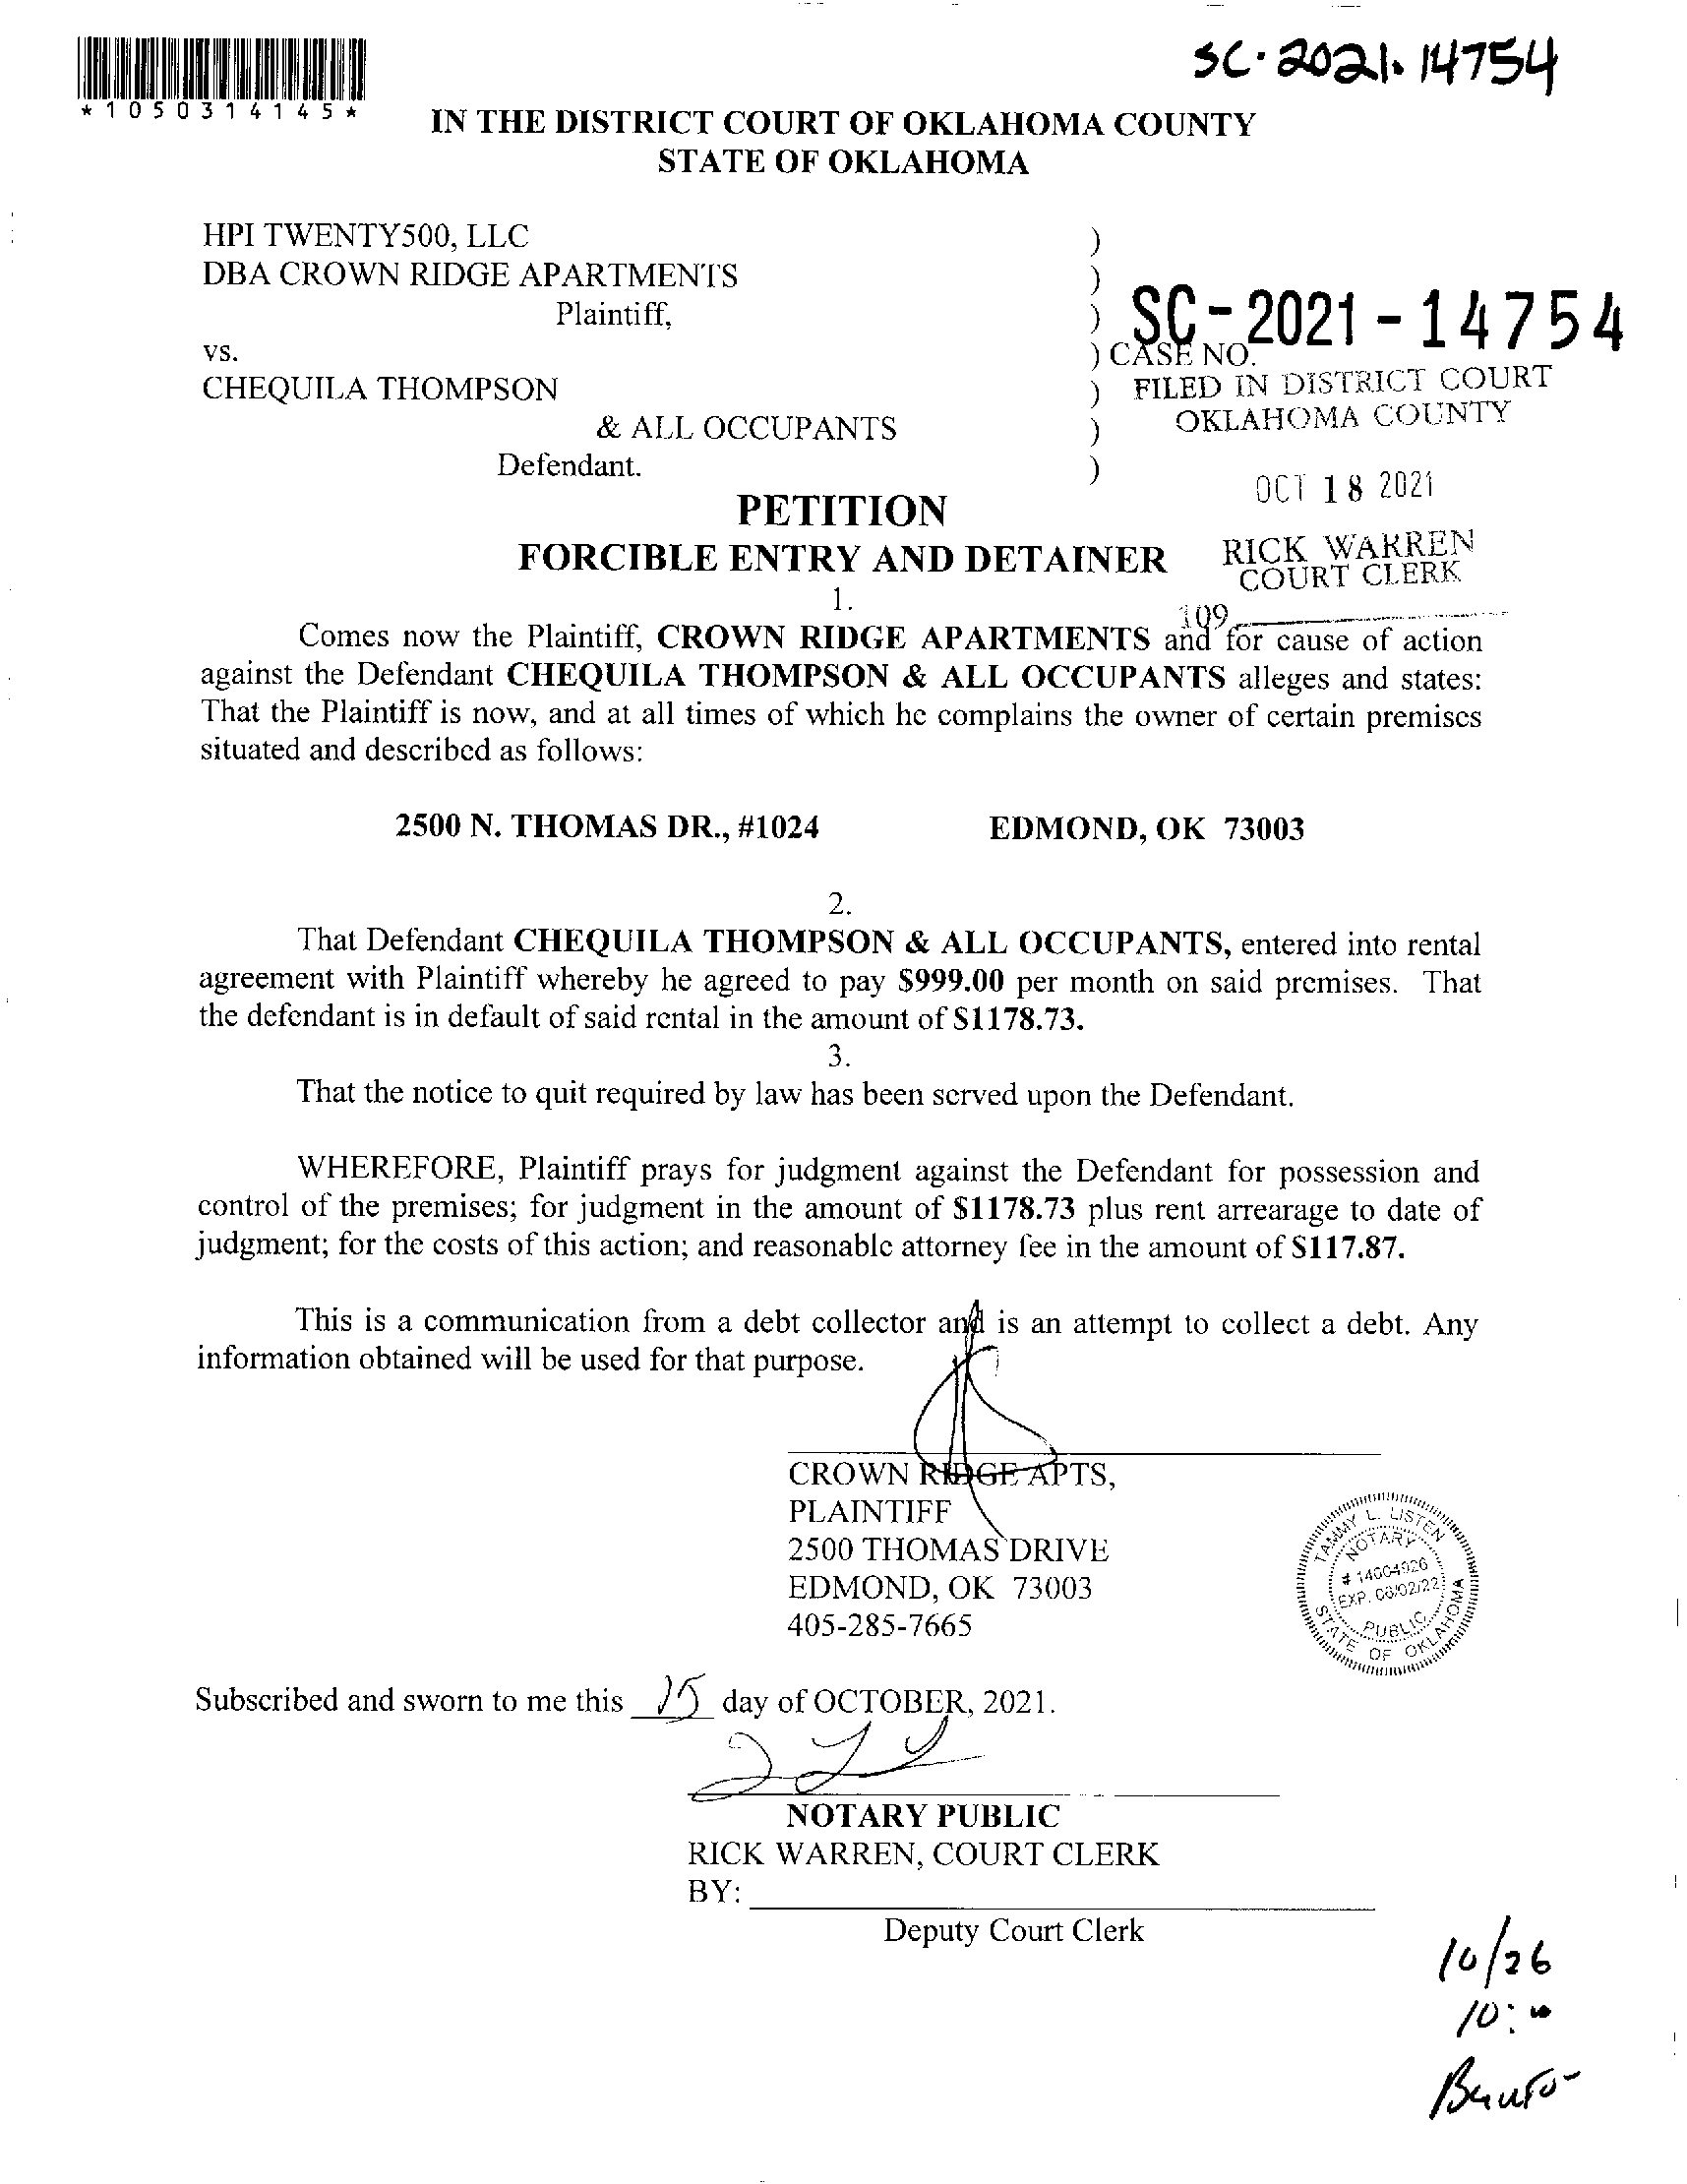 SC-2021-14754
*1050314145*
IN THE DISTRICT COURT OF OKLAHOMA COUNTY
STATE OF OKLAHOMA
HPI TWENTY500, LLC )
DBA CROWN RIDGE APARTMENTS )
Plaintiff, )
SC-2021-14754
vs. ) CASE NO.
CHEQUILA THOMPSON )
FILED IN DISTRICT COURT
OKLAHOMA COUNTY
& ALL OCCUPANTS )
Defendant. )
OCT 18 2021
PETITION
RICK WARREN
COURT CLERK
FORCIBLE ENTRY AND DETAINER
1.
109
Comes now the Plaintiff, CROWN RIDGE APARTMENTS and for cause of action
against the Defendant CHEQUILA THOMPSON & ALL OCCUPANTS alleges and states:
That the Plaintiff is now, and at all times of which he complains the owner of certain premises
situated and described as follows:
2500 N. THOMAS DR., #1024 EDMOND, OK 73003
2.
That Defendant CHEQUILA THOMPSON & ALL OCCUPANTS, entered into rental
agreement with Plaintiff whereby he agreed to pay $999.00 per month on said premises. That
the defendant is in default of said rental in the amount of $1178.73.
3.
That the notice to quit required by law has been served upon the Defendant.
WHEREFORE, Plaintiff prays for judgment against the Defendant for possession and
control of the premises; for judgment in the amount of $1178.73 plus rent arrearage to date of
judgment; for the costs of this action; and reasonable attorney fee in the amount of $117.87.
This is a communication from a debt collector and is an attempt to collect a debt. Any
information obtained will be used for that purpose.
CROWN RIDGE APTS,
PLAINTIFF
2500 THOMAS DRIVE
EDMOND, OK 73003
405-285-7665
TAMMY L. LISTEN
NOTARY
# 14004926
EXP. 06/02/22
PUBLIC
STATE OF OKLAHOMA
Subscribed and sworn to me this 15 day of OCTOBER, 2021.
NOTARY PUBLIC
RICK WARREN, COURT CLERK
BY:
Deputy Court Clerk
10/26
10:00